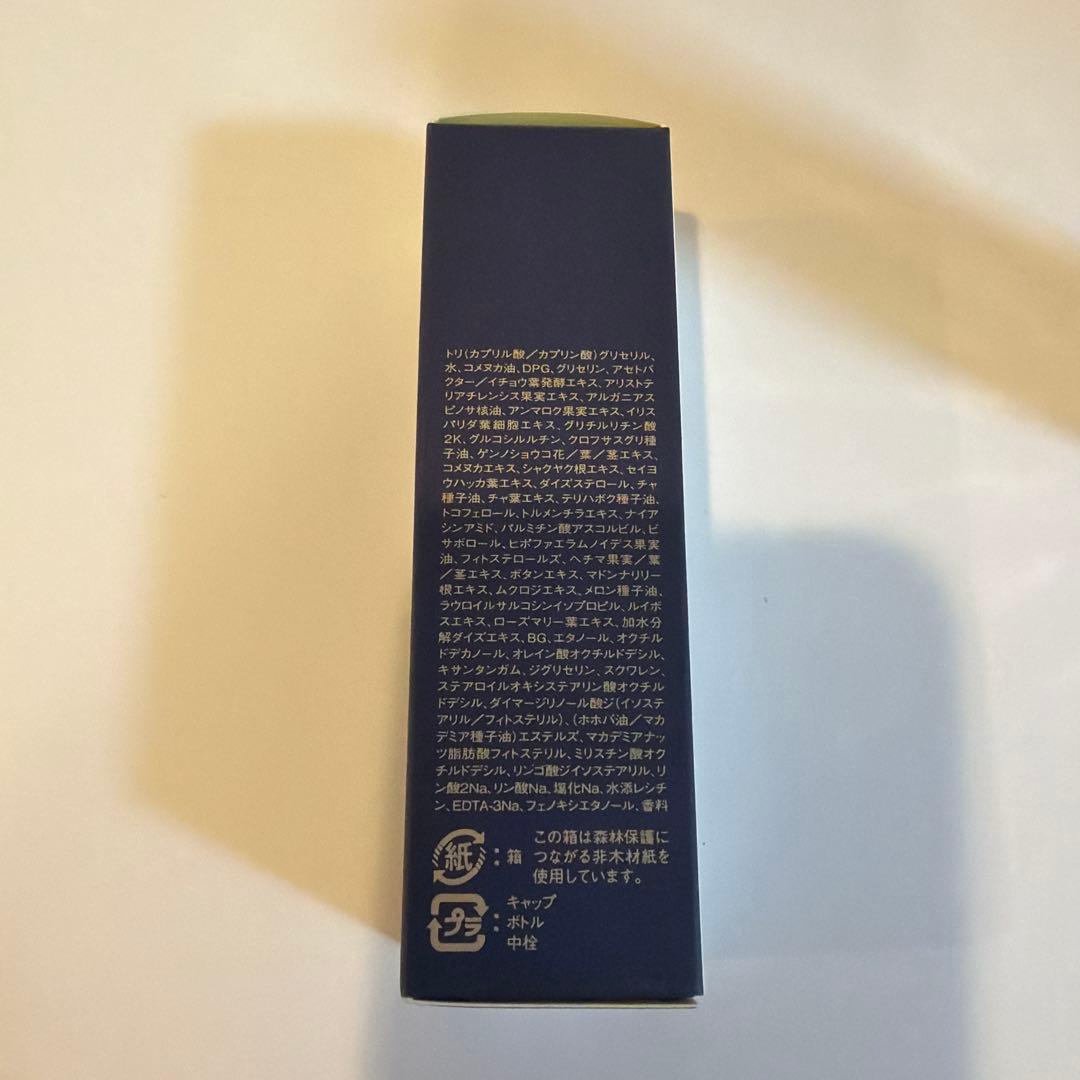 トリ(カプリル酸／カプリン酸)グリセリル、
水、コメヌカ油、DPG、グリセリン、アセトバ
クター／イチョウ葉発酵エキス、アリストテ
リアチレンシス果実エキス、アルガニアス
ピノサ核油、アンマロク果実エキス、イリス
パリダ葉細胞エキス、グリチルリチン酸
2K、グルコシルルチン、クロフサスグリ種
子油、ゲンノショウコ花／葉／茎エキス、
コメヌカエキス、シャクヤク根エキス、セイヨ
ウハッカ葉エキス、ダイズステロール、チャ
種子油、チャ葉エキス、テリハボク種子油、
トコフェロール、トルメンチラエキス、ナイア
シンアミド、パルミチン酸アスコルビル、ビ
サボロール、ヒポファエラムノイデス果実
油、フィトステロールズ、ヘチマ果実／葉
／茎エキス、ボタンエキス、マドンナリリー
根エキス、ムクロジエキス、メロン種子油、
ラウロイルサルコシンイソプロピル、ルイボ
スエキス、ローズマリー葉エキス、加水分
解ダイズエキス、BG、エタノール、オクチル
ドデカノール、オレイン酸オクチルドデシル、
キサンタンガム、ジグリセリン、スクワレン、
ステアロイルオキシステアリン酸オクチル
ドデシル、ダイマージリノール酸ジ(イソステ
アリル／フィトステリル)、(ホホバ油／マカ
デミア種子油)エステルズ、マカデミアナッ
ツ脂肪酸フィトステリル、ミリスチン酸オク
チルドデシル、リンゴ酸ジイソステアリル、リ
ン酸2Na、リン酸Na、塩化Na、水添レシチ
ン、EDTA-3Na、フェノキシエタノール、香料
紙：箱
この箱は森林保護に
つながる非木材紙を
使用しています。
プラ：キャップ
ボトル
中栓